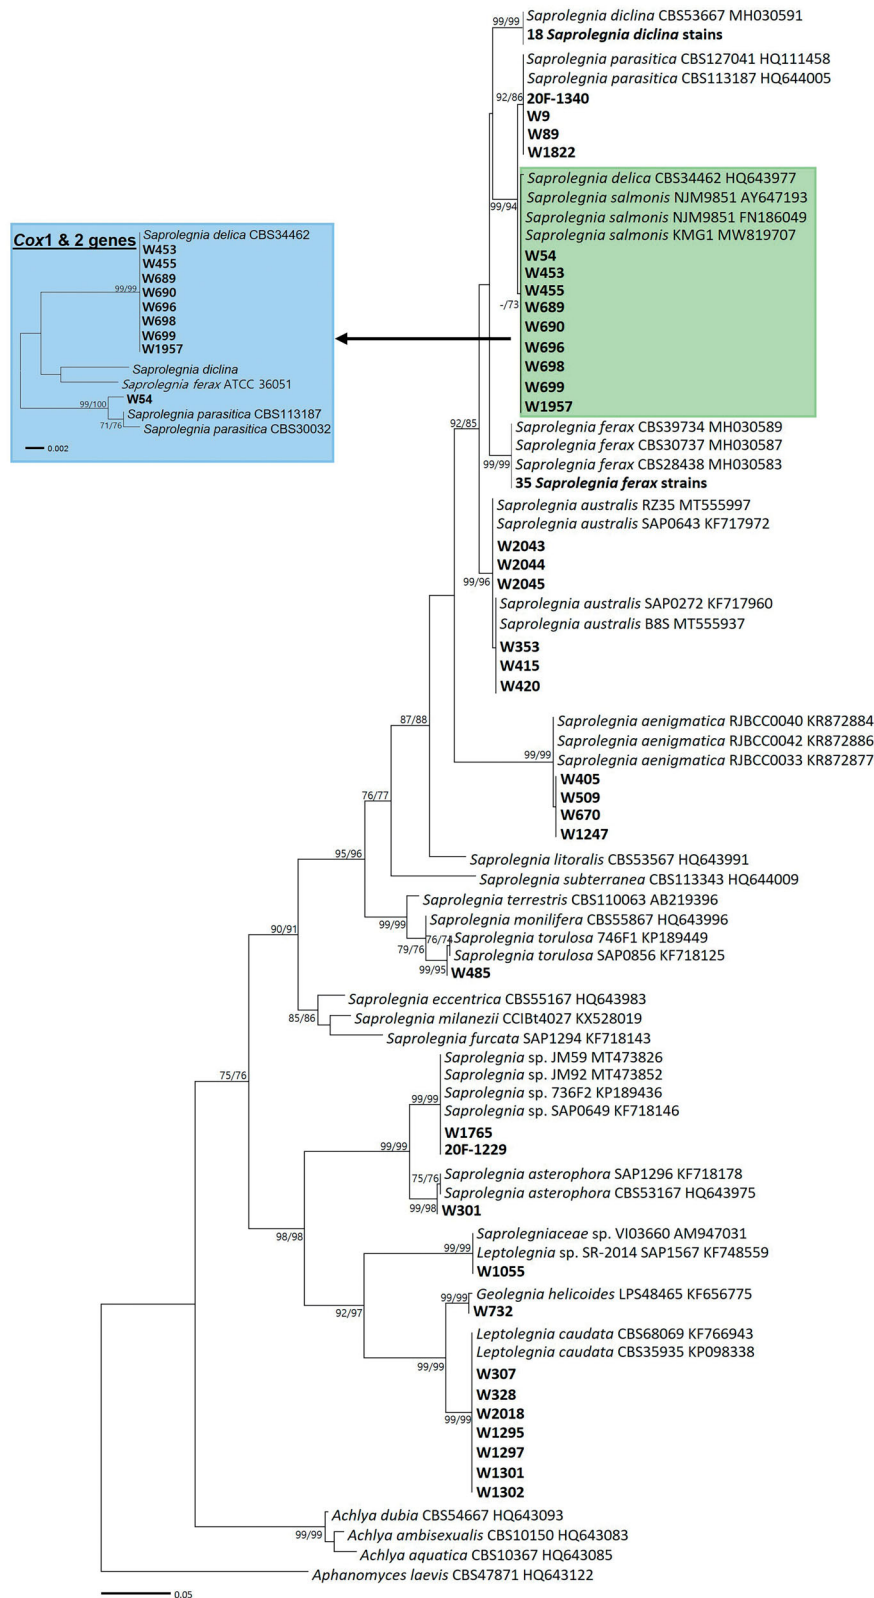 Saprolegnia diclina CBS53667 MH030591
99/99
18 Saprolegnia diclina stains
Saprolegnia parasitica CBS127041 HQ111458
Saprolegnia parasitica CBS113187 HQ644005
92/86
20F-1340
W9
W89
W1822
Saprolegnia delica CBS34462 HQ643977
Saprolegnia salmonis NJM9851 AY647193
99/94
Saprolegnia salmonis NJM9851 FN186049
Saprolegnia salmonis KMG1 MW819707
W54
W453
W455
-/73
W689
W690
W696
W698
W699
W1957
Cox1 & 2 genes
Saprolegnia delica CBS34462
W453
W455
W689
99/99
W690
W696
W698
W699
W1957
Saprolegnia diclina
Saprolegnia ferax ATCC 36051
W54
99/100
Saprolegnia parasitica CBS113187
71/76
Saprolegnia parasitica CBS30032
0.002
92/85
Saprolegnia ferax CBS39734 MH030589
Saprolegnia ferax CBS30737 MH030587
Saprolegnia ferax CBS28438 MH030583
99/99
35 Saprolegnia ferax strains
Saprolegnia australis RZ35 MT555997
Saprolegnia australis SAP0643 KF717972
W2043
W2044
99/96
W2045
Saprolegnia australis SAP0272 KF717960
Saprolegnia australis B8S MT555937
W353
W415
W420
87/88
Saprolegnia aenigmatica RJBCC0040 KR872884
Saprolegnia aenigmatica RJBCC0042 KR872886
99/99
Saprolegnia aenigmatica RJBCC0033 KR872877
W405
W509
W670
W1247
76/77
95/96
Saprolegnia litoralis CBS53567 HQ643991
Saprolegnia subterranea CBS113343 HQ644009
Saprolegnia terrestris CBS110063 AB219396
99/99
Saprolegnia monilifera CBS55867 HQ643996
90/91
76/74
Saprolegnia torulosa 746F1 KP189449
79/76
Saprolegnia torulosa SAP0856 KF718125
99/95
W485
Saprolegnia eccentrica CBS55167 HQ643983
85/86
Saprolegnia milanezii CCIBt4027 KX528019
Saprolegnia furcata SAP1294 KF718143
75/76
Saprolegnia sp. JM59 MT473826
Saprolegnia sp. JM92 MT473852
99/99
Saprolegnia sp. 736F2 KP189436
Saprolegnia sp. SAP0649 KF718146
W1765
99/99
20F-1229
75/76
Saprolegnia asterophora SAP1296 KF718178
Saprolegnia asterophora CBS53167 HQ643975
99/98
W301
98/98
Saprolegniaceae sp. VI03660 AM947031
99/99
Leptolegnia sp. SR-2014 SAP1567 KF748559
W1055
99/99
Geolegnia helicoides LPS48465 KF656775
92/97
W732
Leptolegnia caudata CBS68069 KF766943
Leptolegnia caudata CBS35935 KP098338
99/99
W307
W328
99/99
W2018
W1295
W1297
W1301
W1302
Achlya dubia CBS54667 HQ643093
99/99
Achlya ambisexualis CBS10150 HQ643083
Achlya aquatica CBS10367 HQ643085
Aphanomyces laevis CBS47871 HQ643122
0.05